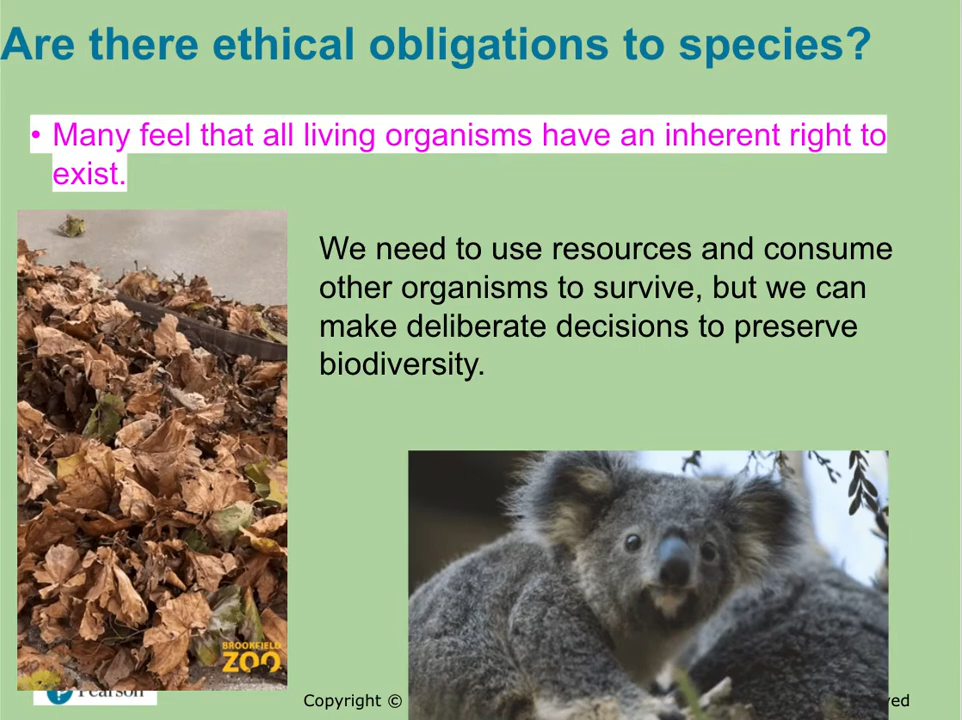 Are there ethical obligations to species?
• Many feel that all living organisms have an inherent right to
exist.
We need to use resources and consume
other organisms to survive, but we can
make deliberate decisions to preserve
biodiversity.
BROOKFIELD
ZOO
Pearson
Copyright ©